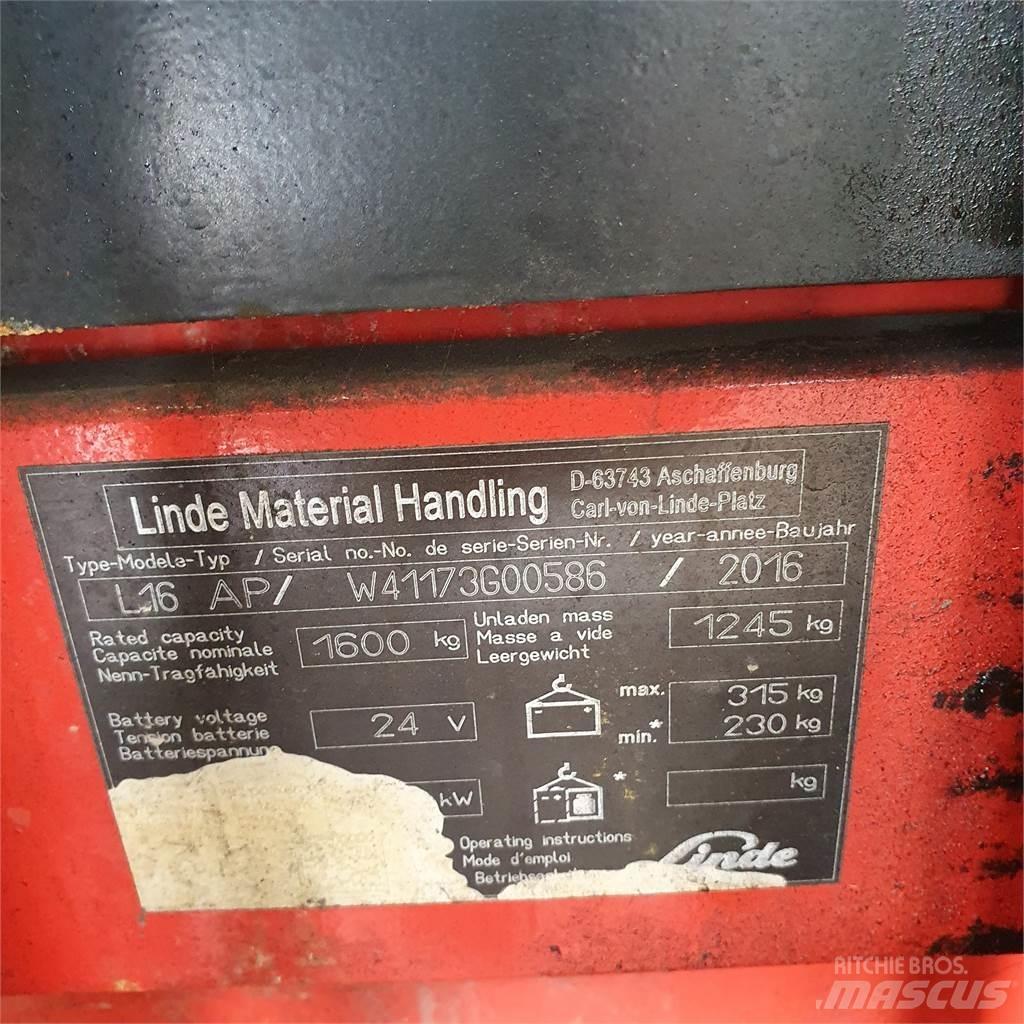 Linde Material Handling
D-63743 Aschaffenburg
Carl-von-Linde-Platz
Type-Modele-Typ / Serial no.-No. de serie-Serien-Nr. / year-annee-Baujahr
L16 AP/ W41173G00586 / 2016
Rated capacity
Capacite nominale
Nenn-Tragfähigkeit
1600 kg
Unladen mass
Masse a vide
Leergewicht
1245 kg
Battery voltage
Tension batterie
Batteriespannung
24 V
max. 315 kg
* min. 230 kg
kW
*
kg
Operating instructions
Mode d'emploi
Linde
RITCHIE BROS.
MASCUS